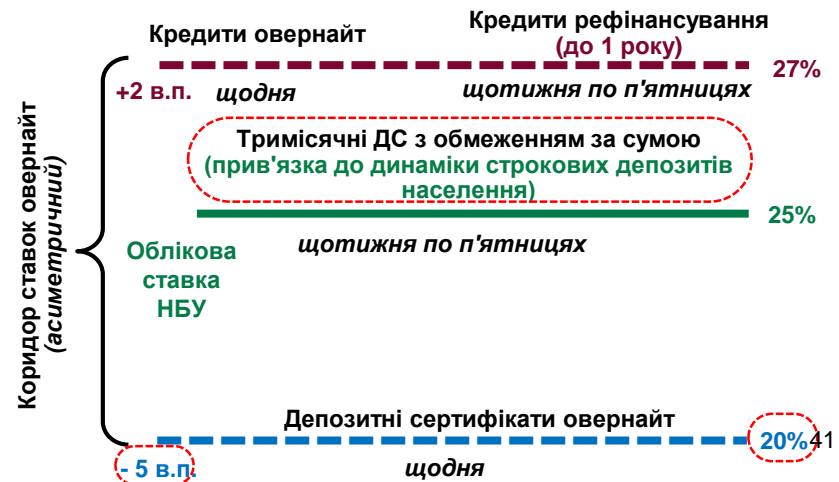 Кредити овернайт
Кредити рефінансування
(до 1 року)
27%
+2 в.п.
щодня
щотижня по п'ятницях
Тримісячні ДС з обмеженням за сумою
(прив'язка до динаміки строкових депозитів
населення)
25%
щотижня по п'ятницях
Облікова
ставка
НБУ
Коридор ставок овернайт
(асиметричний)
Депозитні сертифікати овернайт
20%
41
- 5 в.п.
щодня